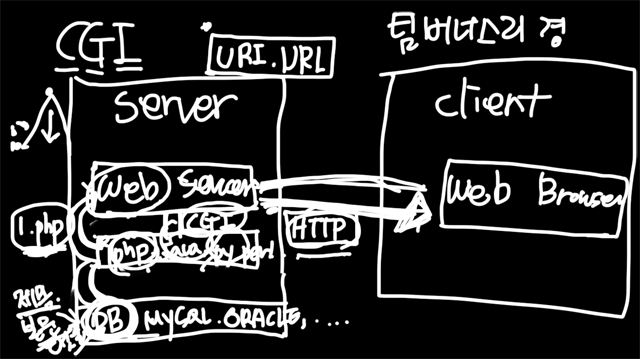 CGI
URI.URL
팀버너스리 경
Server
client
Web Server
Web Browser
1.php
CGI
HTTP
php java py perl
DB MYSQL.ORACLE, ....